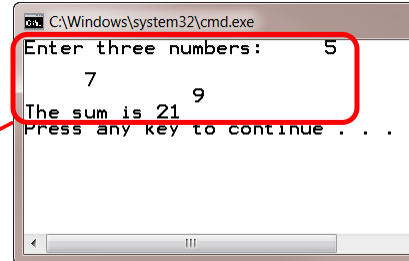 C:\Windows\system32\cmd.exe
Enter three numbers: 5
7
9
The sum is 21
Press any key to continue . . .